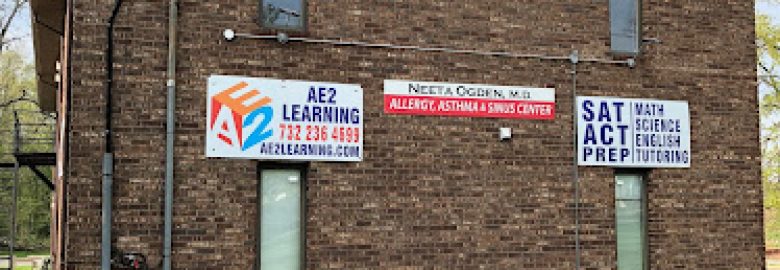 AE2
AE2
LEARNING
732 236 4699
AE2LEARNING.COM
NEETA OGDEN, M.D.
ALLERGY, ASTHMA & SINUS CENTER
SAT
ACT
PREP
MATH
SCIENCE
ENGLISH
TUTORING